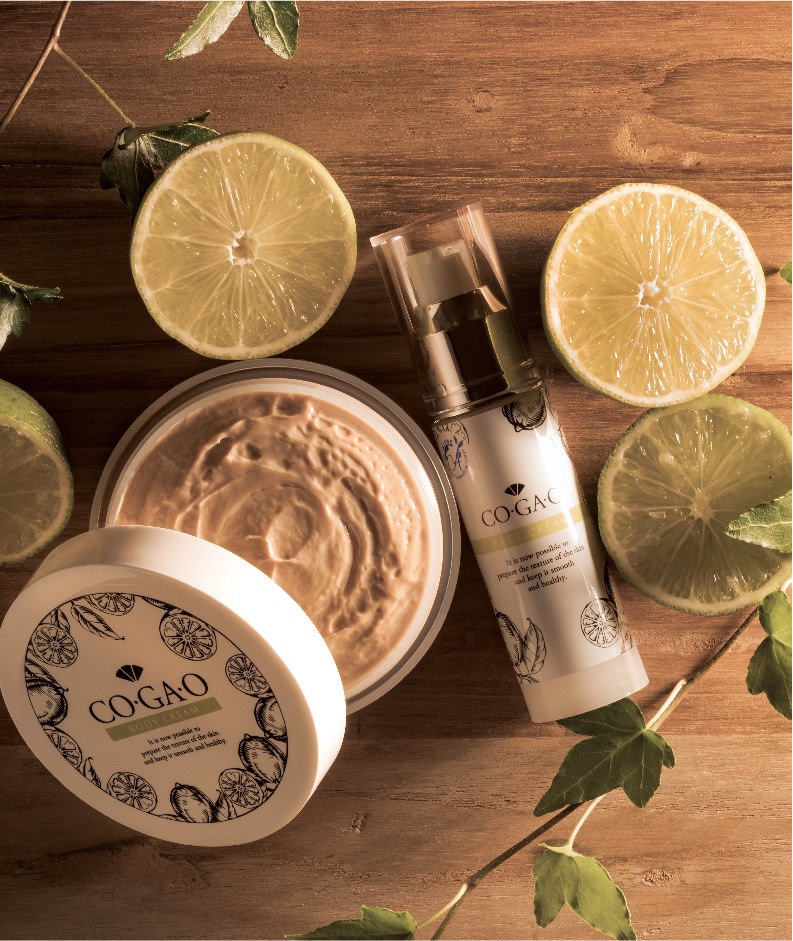 CO·GA·O
It is now possible to
prepare the texture of the skin
and keep it smooth
and healthy.
CO·GA·O
BODY CREAM
It is now possible to
prepare the texture of the skin
and keep it smooth and healthy.